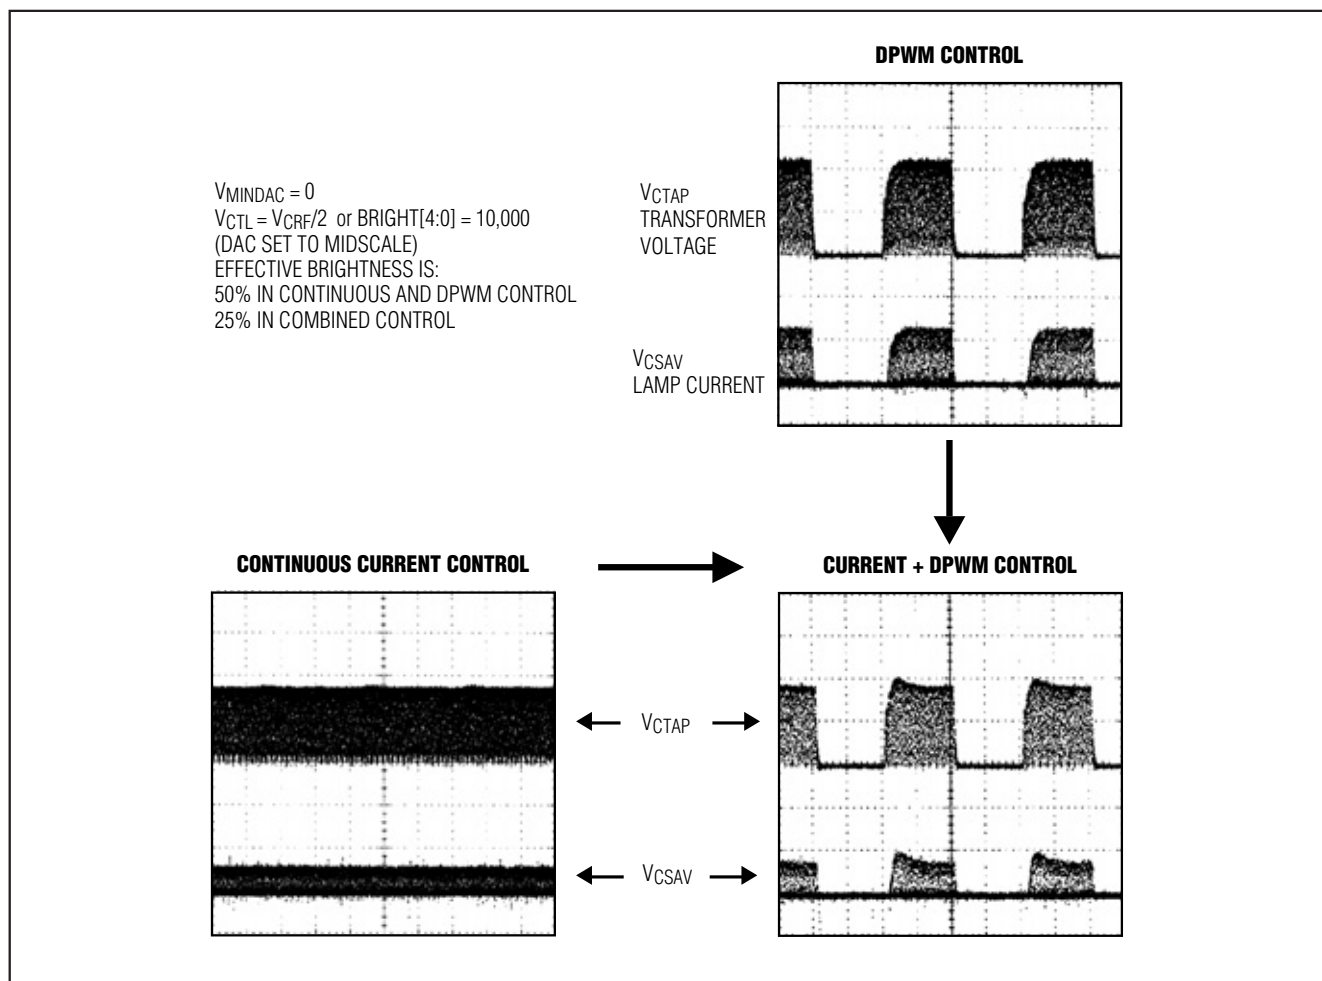 DPWM CONTROL
VMINDAC = 0
VCTL = VCRF/2 or BRIGHT[4:0] = 10,000
(DAC SET TO MIDSCALE)
EFFECTIVE BRIGHTNESS IS:
50% IN CONTINUOUS AND DPWM CONTROL
25% IN COMBINED CONTROL
VCTAP
TRANSFORMER
VOLTAGE
VCSAV
LAMP CURRENT
CONTINUOUS CURRENT CONTROL
CURRENT + DPWM CONTROL
VCTAP
VCSAV